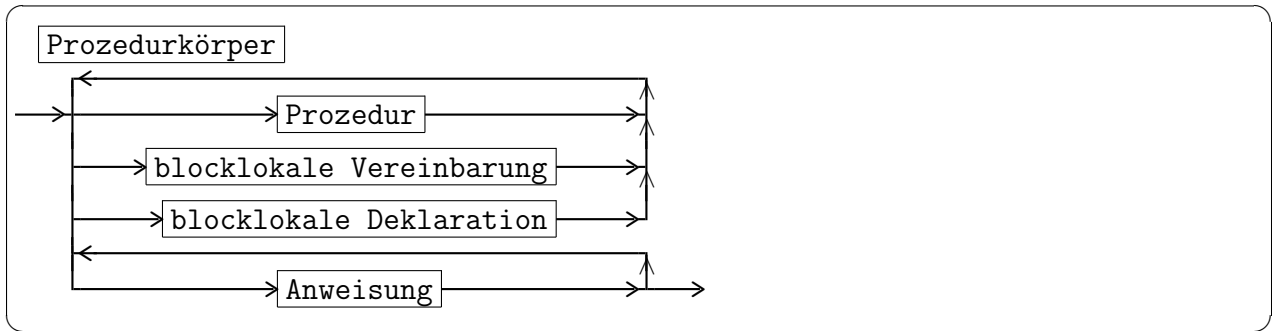 Prozedurkörper
Prozedur
blocklokale Vereinbarung
blocklokale Deklaration
Anweisung